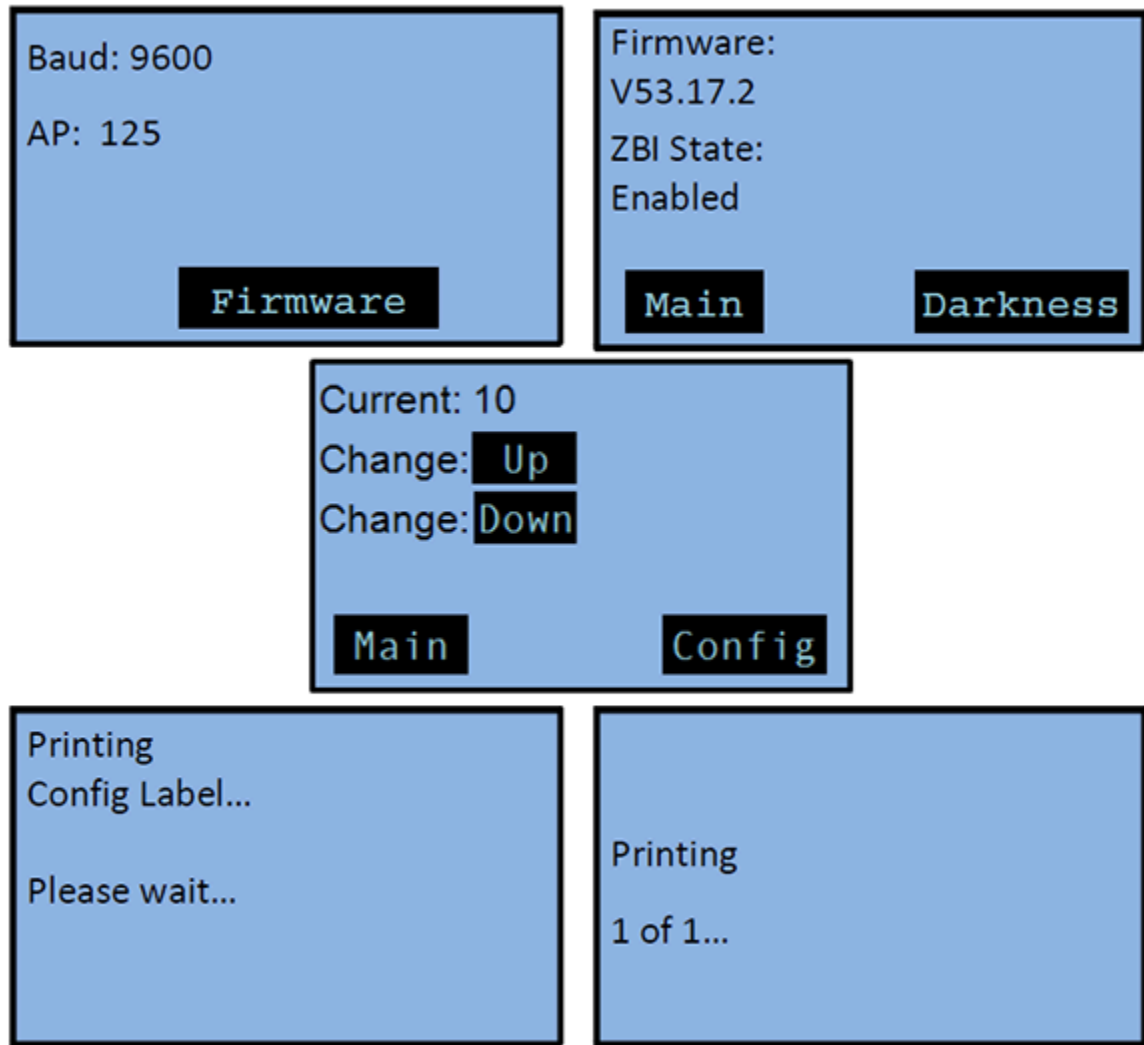 Baud: 9600
AP: 125
Firmware
Firmware:
V53.17.2
ZBI State:
Enabled
Main Darkness
Current: 10
Change: Up
Change: Down
Main Config
Printing
Config Label...
Please wait...
Printing
1 of 1...